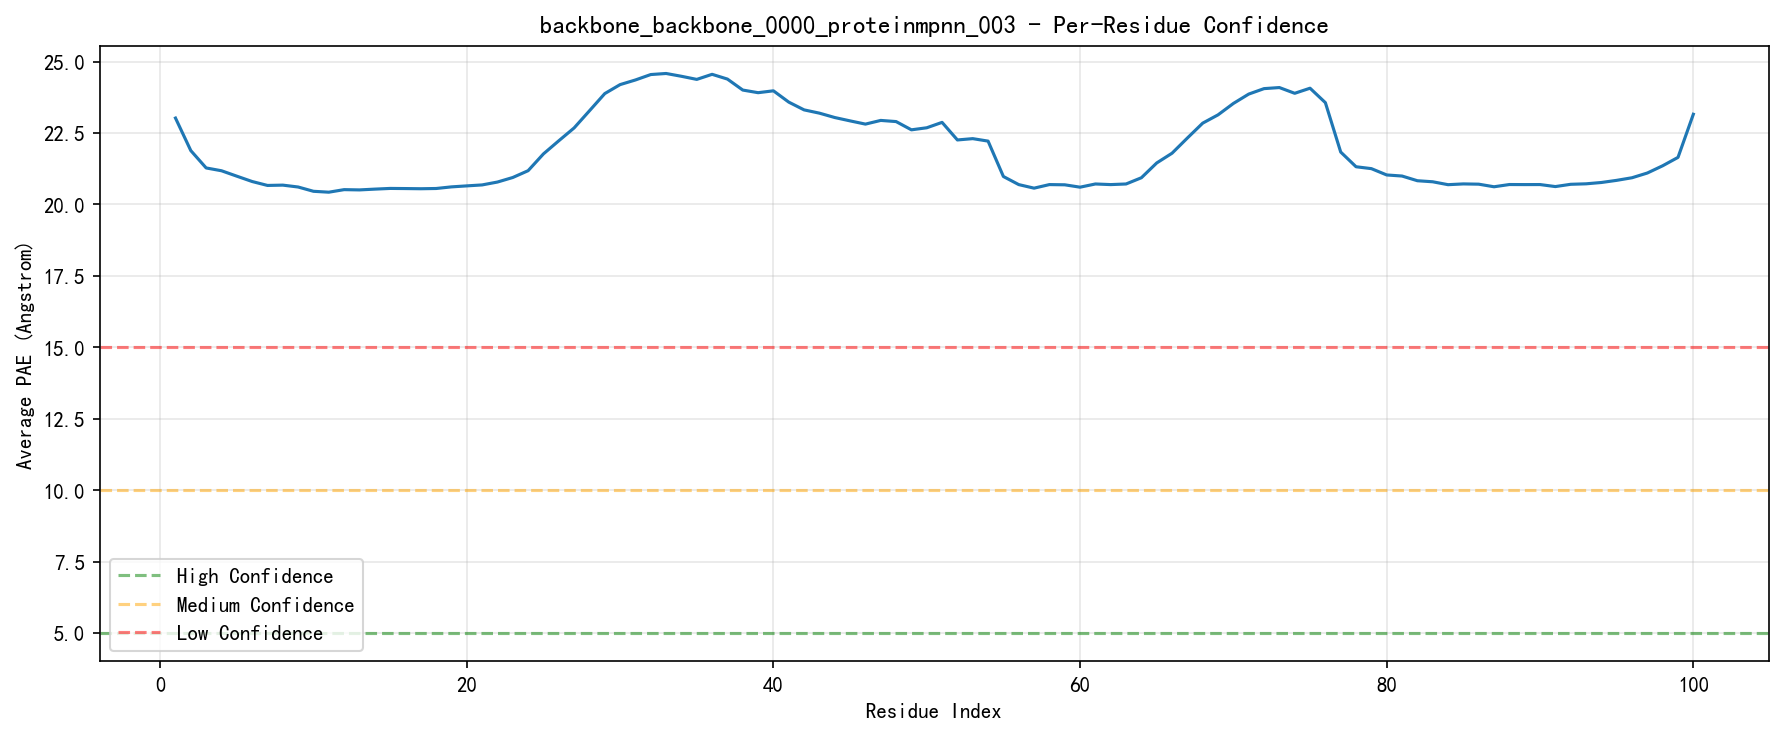 backbone_backbone_0000_proteinmpnn_003 - Per-Residue Confidence
Average PAE (Angstrom)
25.0
22.5
20.0
17.5
15.0
12.5
10.0
7.5
5.0
High Confidence
Medium Confidence
Low Confidence
0 20 40 60 80 100
Residue Index